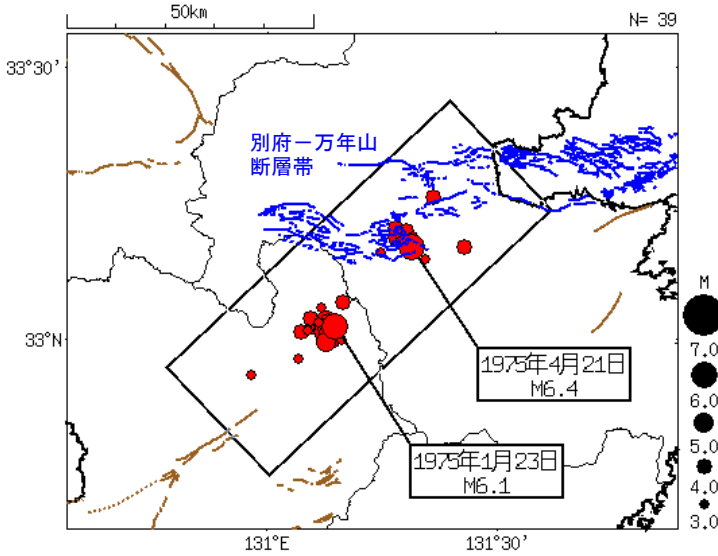 50km
N= 39
33°30'
別府－万年山
断層帯
M
7.0
33°N
1975年4月21日
M6.4
6.0
5.0
1975年1月23日
M6.1
4.0
3.0
131°E
131°30'